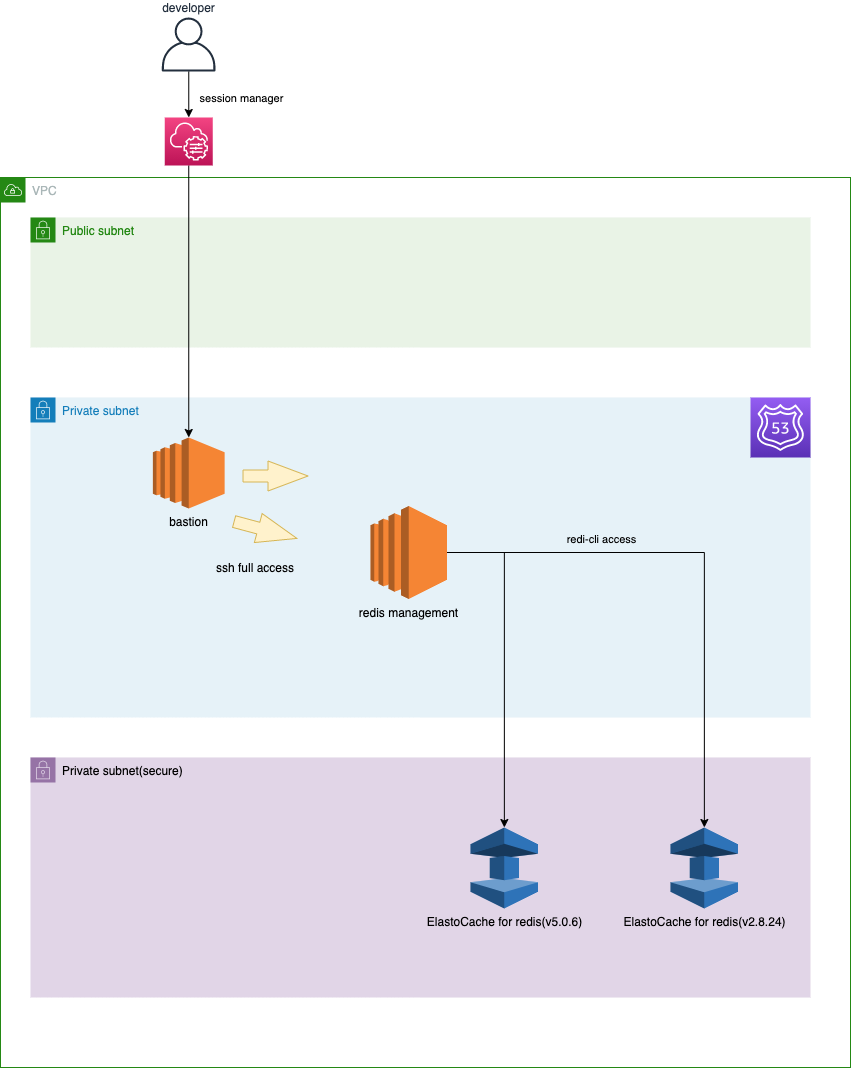 developer
session manager
VPC
Public subnet
Private subnet
53
bastion
ssh full access
redi-cli access
redis management
Private subnet(secure)
ElastoCache for redis(v5.0.6)
ElastoCache for redis(v2.8.24)